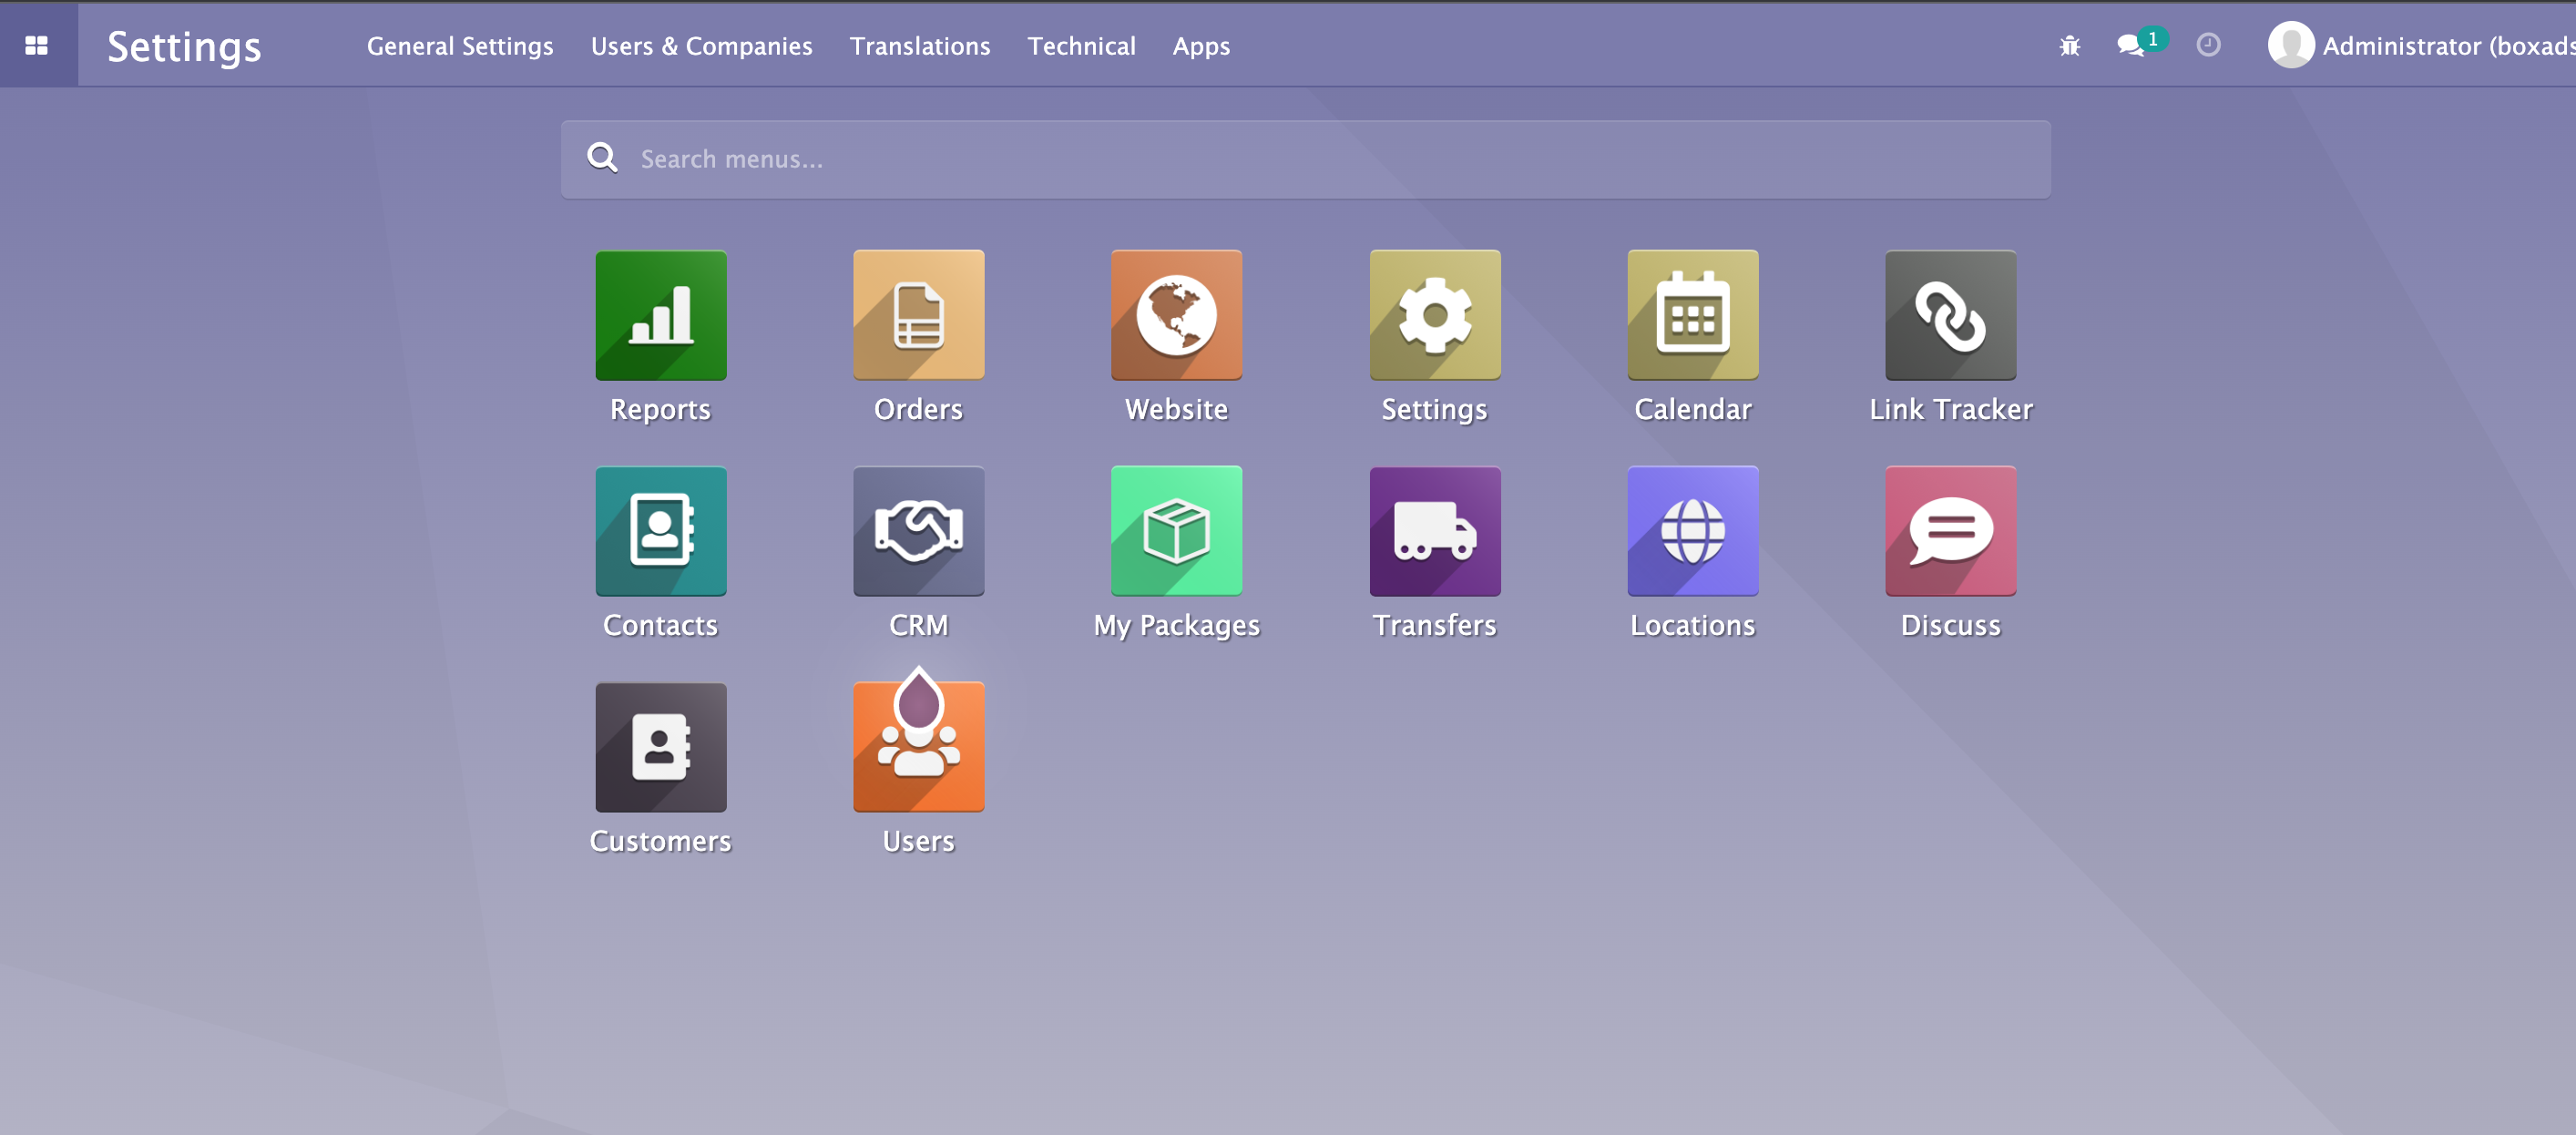 Settings General Settings Users & Companies Translations Technical Apps 1 Administrator (boxads
Search menus...
Reports Orders Website Settings Calendar Link Tracker
Contacts CRM My Packages Transfers Locations Discuss
Customers Users